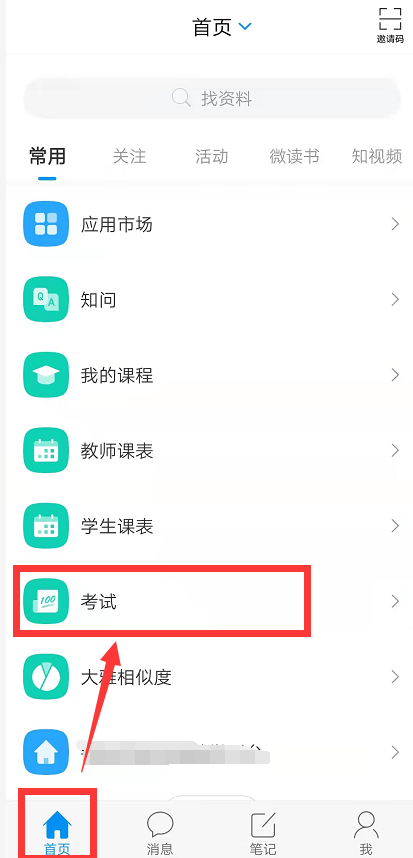 首页
邀请码
找资料
常用 关注 活动 微读书 知视频
应用市场
Q A
知问
我的课程
教师课表
学生课表
100
考试
大雅相似度
首页 消息 笔记 我